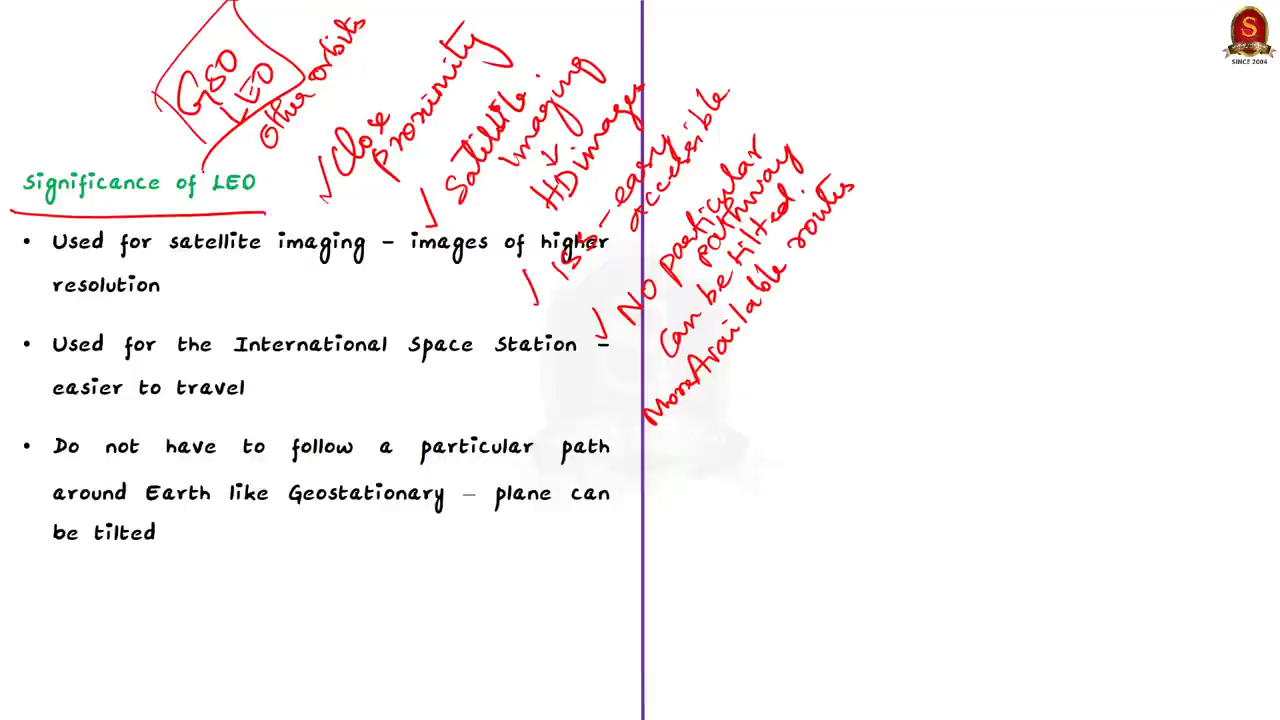 GSO
LEO
other orbits
Close
proximity
Satellite
imaging
HD images
ISS - easy
accessible
NO particular
pathway
Can be tilted
More Available routes
Significance of LEO
• Used for satellite imaging – images of higher
resolution
• Used for the International Space Station –
easier to travel
• Do not have to follow a particular path
around Earth like Geostationary – plane can
be tilted
S
SINCE 2004